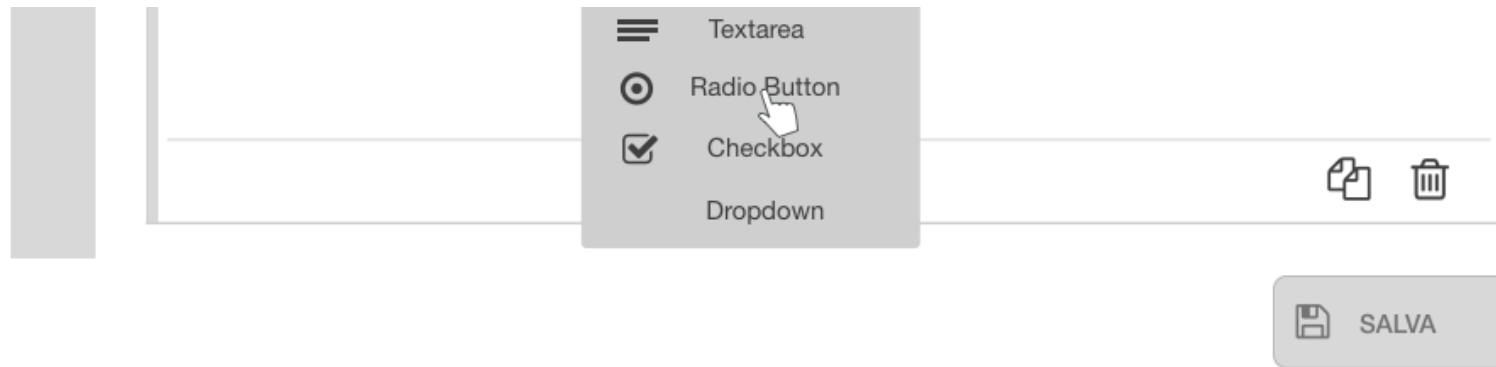 Textarea
Radio Button
Checkbox
Dropdown
SALVA